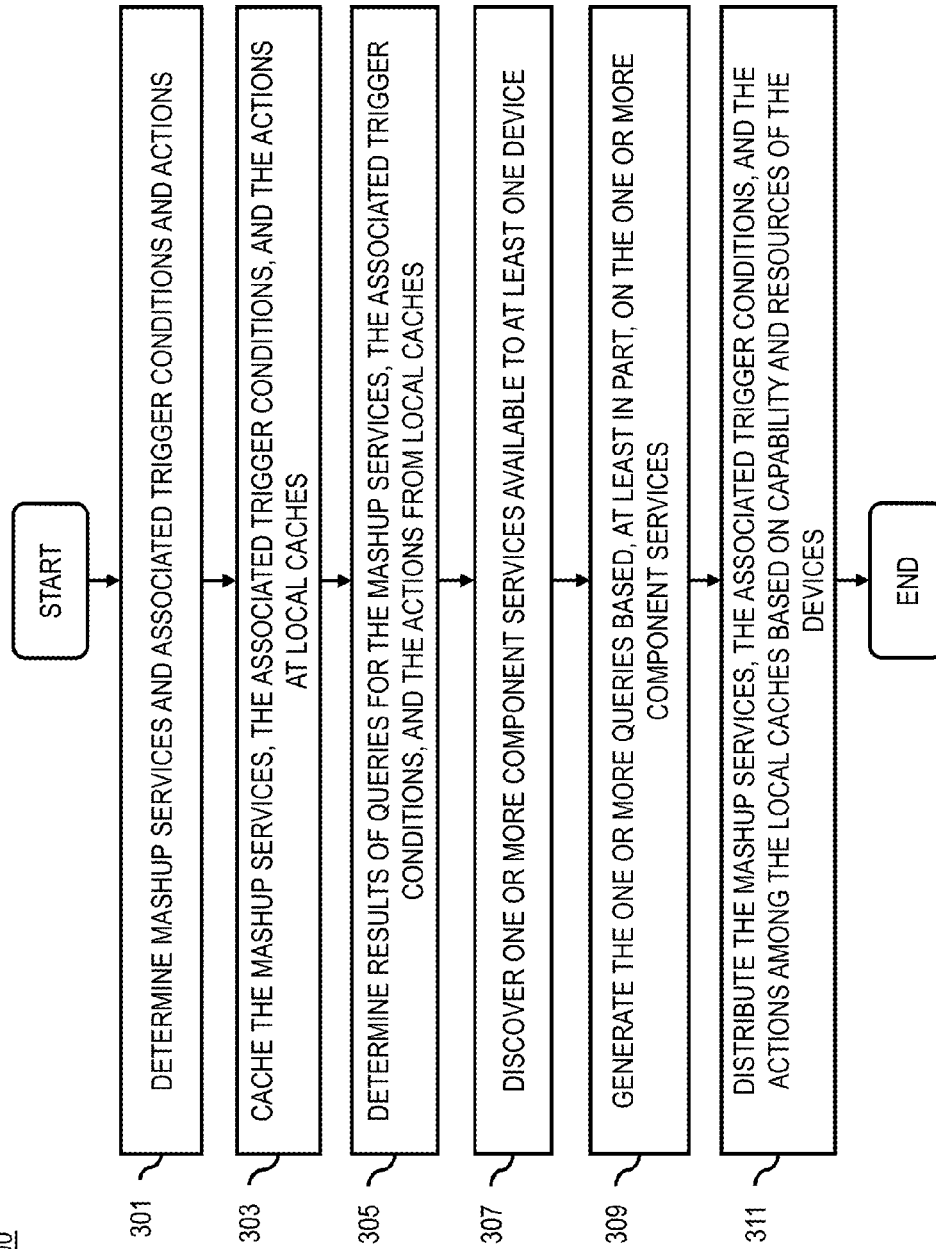 START
301
DETERMINE MASHUP SERVICES AND ASSOCIATED TRIGGER CONDITIONS AND ACTIONS
303
CACHE THE MASHUP SERVICES, THE ASSOCIATED TRIGGER CONDITIONS, AND THE ACTIONS
AT LOCAL CACHES
305
DETERMINE RESULTS OF QUERIES FOR THE MASHUP SERVICES, THE ASSOCIATED TRIGGER
CONDITIONS, AND THE ACTIONS FROM LOCAL CACHES
307
DISCOVER ONE OR MORE COMPONENT SERVICES AVAILABLE TO AT LEAST ONE DEVICE
309
GENERATE THE ONE OR MORE QUERIES BASED, AT LEAST IN PART, ON THE ONE OR MORE
COMPONENT SERVICES
311
DISTRIBUTE THE MASHUP SERVICES, THE ASSOCIATED TRIGGER CONDITIONS, AND THE
ACTIONS AMONG THE LOCAL CACHES BASED ON CAPABILITY AND RESOURCES OF THE
DEVICES
END